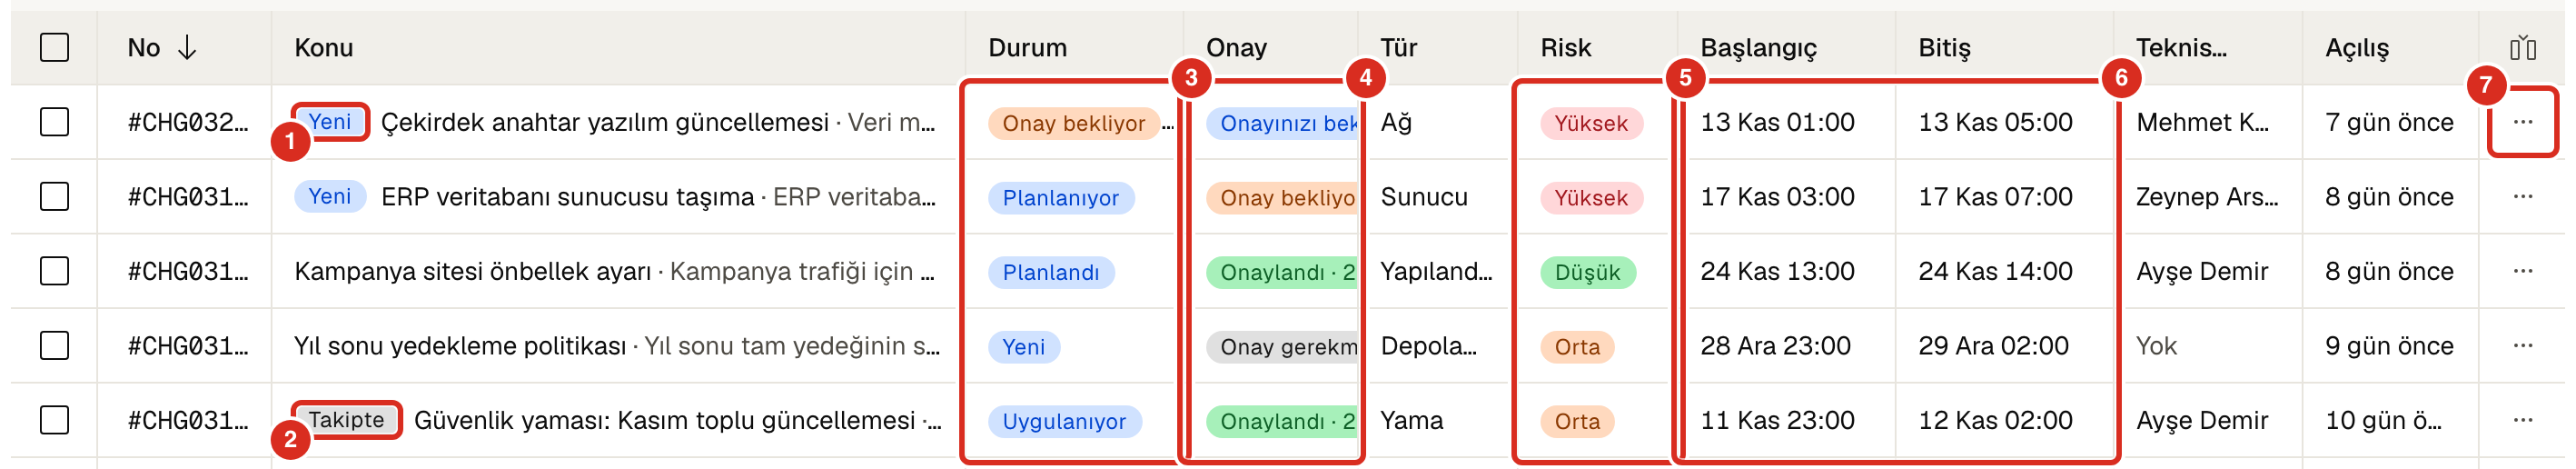 No ↓ Konu Durum Onay Tür Risk Başlangıç Bitiş Teknis... Açılış
3 4 5 6 7
#CHG032... Yeni Çekirdek anahtar yazılım güncellemesi · Veri m... Onay bekliyor ... Onayınızı bek Ağ Yüksek 13 Kas 01:00 13 Kas 05:00 Mehmet K... 7 gün önce ...
1
#CHG031... Yeni ERP veritabanı sunucusu taşıma · ERP veritaba... Planlanıyor Onay bekliyo Sunucu Yüksek 17 Kas 03:00 17 Kas 07:00 Zeynep Ars... 8 gün önce ...
#CHG031... Kampanya sitesi önbellek ayarı · Kampanya trafiği için ... Planlandı Onaylandı · 2 Yapıland... Düşük 24 Kas 13:00 24 Kas 14:00 Ayşe Demir 8 gün önce ...
#CHG031... Yıl sonu yedekleme politikası · Yıl sonu tam yedeğinin s... Yeni Onay gerekm Depola... Orta 28 Ara 23:00 29 Ara 02:00 Yok 9 gün önce ...
#CHG031... Takipte Güvenlik yaması: Kasım toplu güncellemesi ·... Uygulanıyor Onaylandı · 2 Yama Orta 11 Kas 23:00 12 Kas 02:00 Ayşe Demir 10 gün ö... ...
2